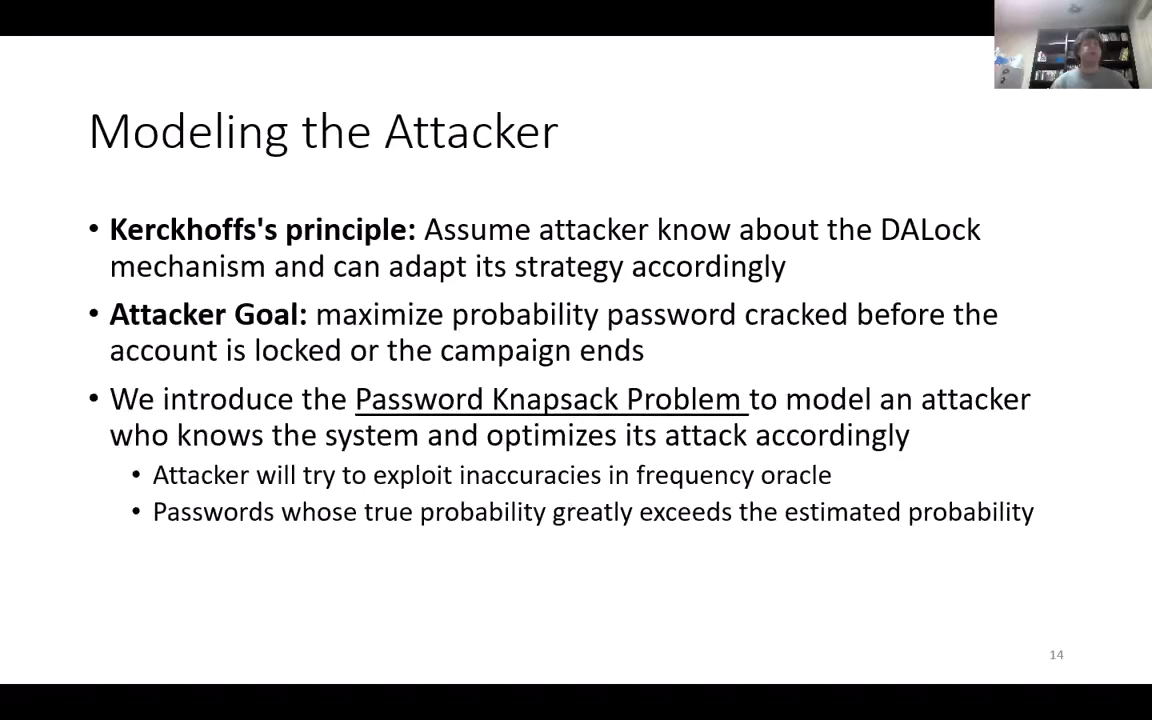 Modeling the Attacker
• Kerckhoffs's principle: Assume attacker know about the DALock
mechanism and can adapt its strategy accordingly
• Attacker Goal: maximize probability password cracked before the
account is locked or the campaign ends
• We introduce the Password Knapsack Problem to model an attacker
who knows the system and optimizes its attack accordingly
• Attacker will try to exploit inaccuracies in frequency oracle
• Passwords whose true probability greatly exceeds the estimated probability
14